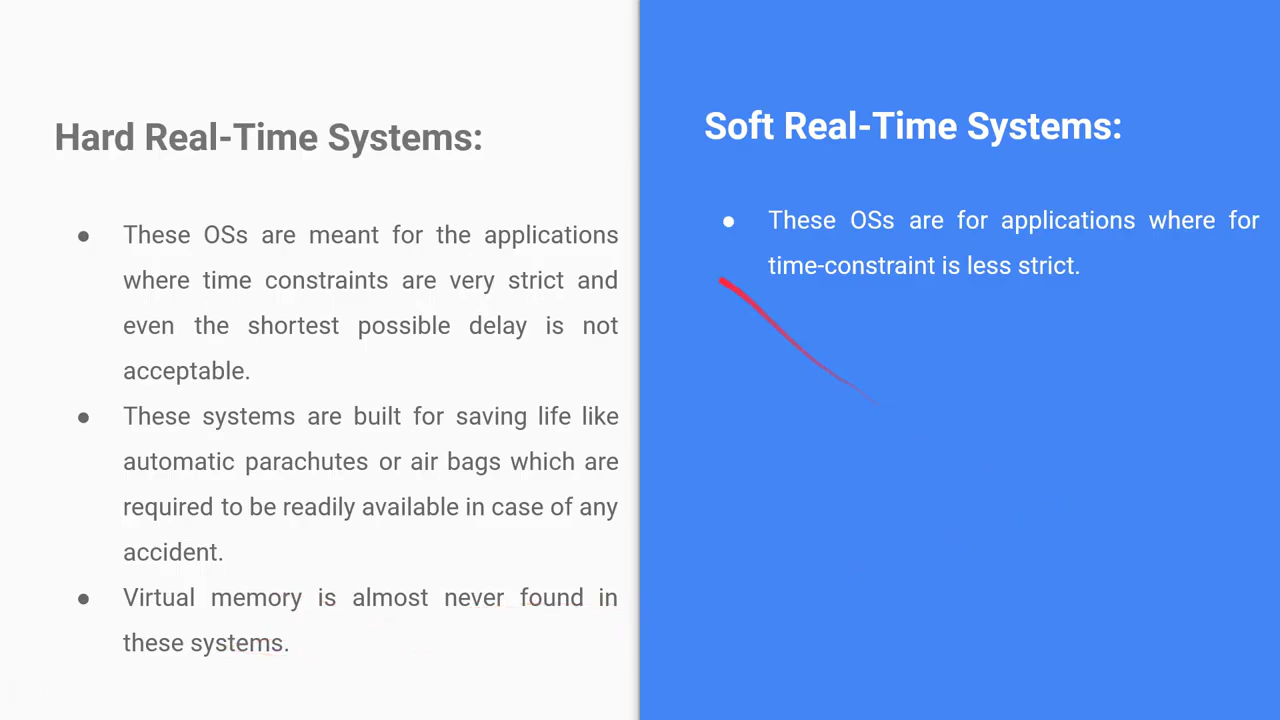 Hard Real-Time Systems:
● These OSs are meant for the applications
where time constraints are very strict and
even the shortest possible delay is not
acceptable.
● These systems are built for saving life like
automatic parachutes or air bags which are
required to be readily available in case of any
accident.
● Virtual memory is almost never found in
these systems.
Soft Real-Time Systems:
● These OSs are for applications where for
time-constraint is less strict.